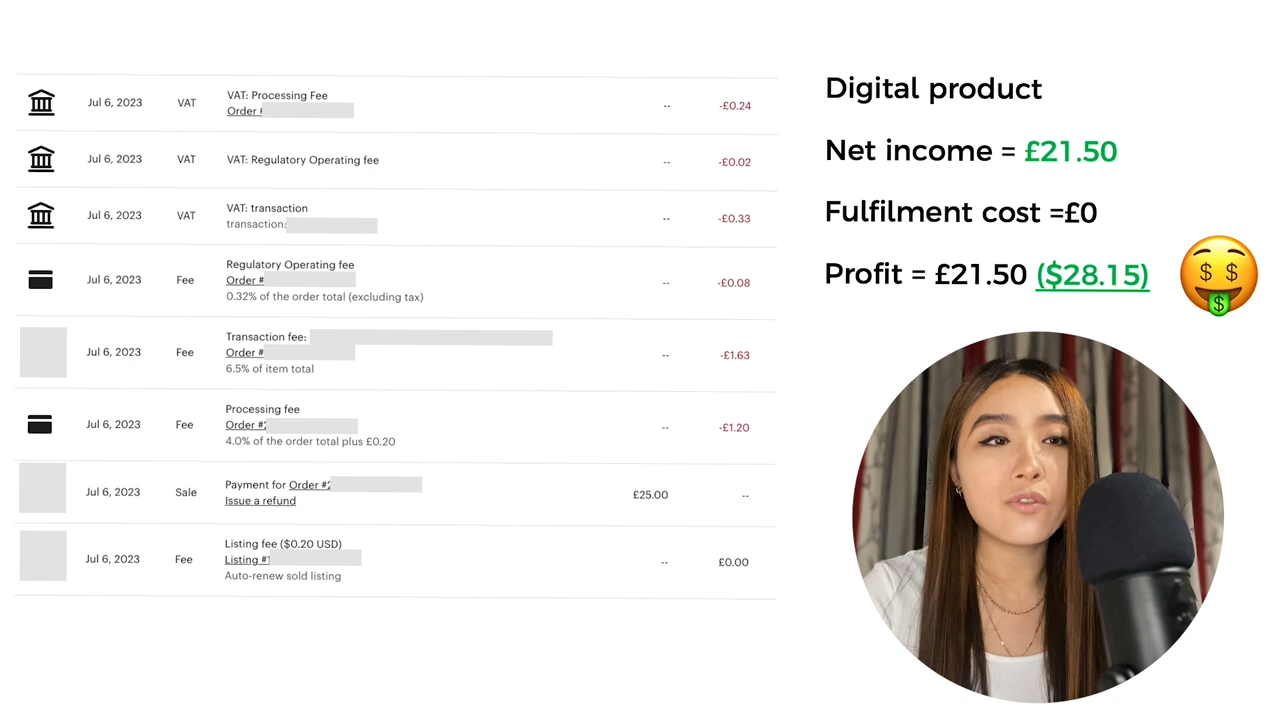 Jul 6, 2023 VAT VAT: Processing Fee -- -£0.24
Order #
Jul 6, 2023 VAT VAT: Regulatory Operating fee -- -£0.02
Jul 6, 2023 VAT VAT: transaction -- -£0.33
transaction:
Jul 6, 2023 Fee Regulatory Operating fee -- -£0.08
Order #
0.32% of the order total (excluding tax)
Jul 6, 2023 Fee Transaction fee: -- -£1.63
Order #
6.5% of item total
Jul 6, 2023 Fee Processing fee -- -£1.20
Order #2
4.0% of the order total plus £0.20
Jul 6, 2023 Sale Payment for Order #2 £25.00 --
Issue a refund
Jul 6, 2023 Fee Listing fee ($0.20 USD) -- £0.00
Listing #1
Auto-renew sold listing
Digital product
Net income = £21.50
Fulfilment cost =£0
Profit = £21.50 ($28.15)
$ $
$